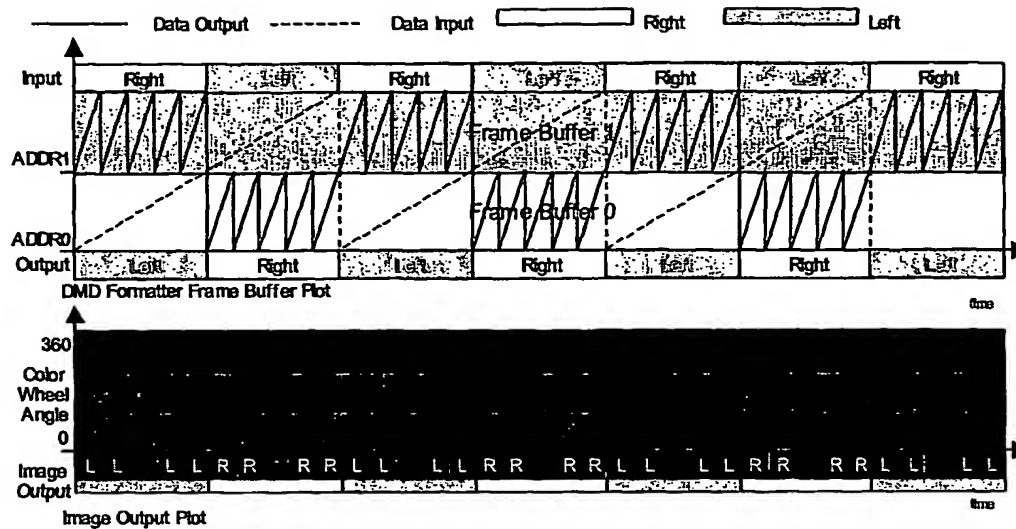 Data Output Data Input Right Left
Input Right Left Right Left Right Left Right
Frame Buffer 1
ADDR1
Frame Buffer 0
ADDR0
Output Left Right Left Right Left Right Left
DMD Formatter Frame Buffer Plot
time
360
Color
Wheel
Angle
0
Image L L L L R R R R L L L L R R R R L L L L R R R R L L L L
Output
time
Image Output Plot